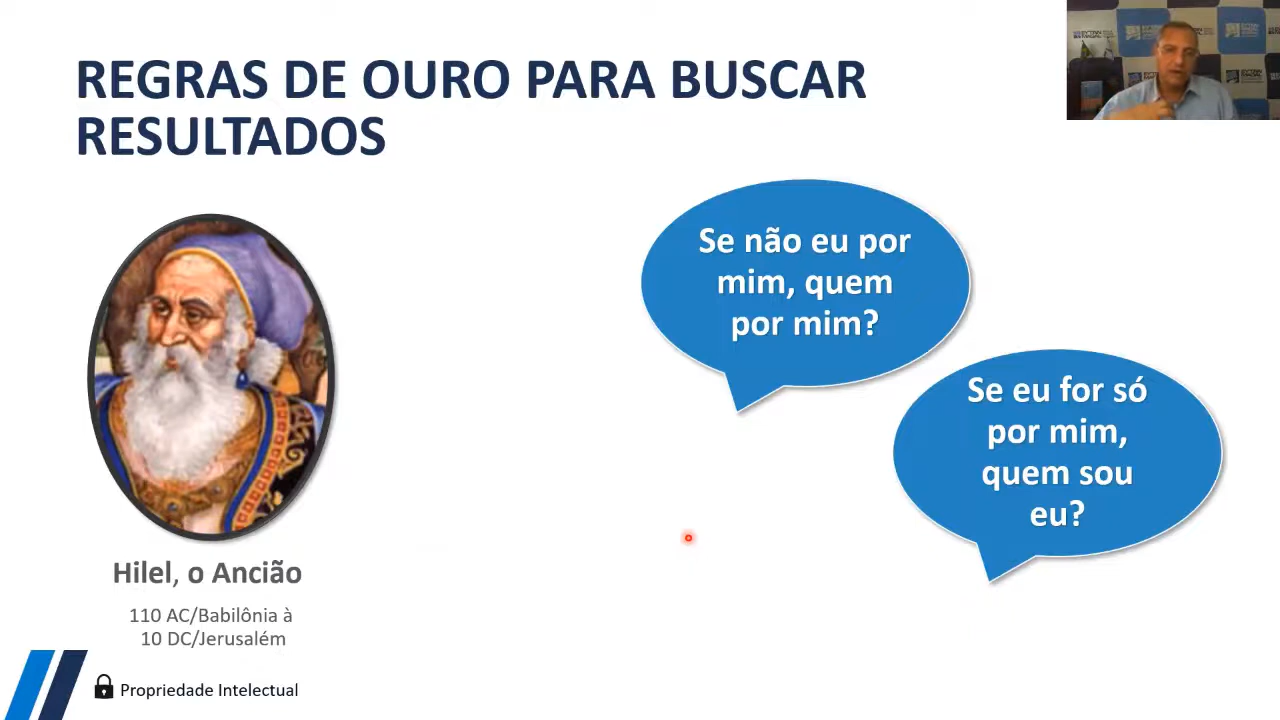 REGRAS DE OURO PARA BUSCAR
RESULTADOS
Se não eu por
mim, quem
por mim?
Se eu for só
por mim,
quem sou
eu?
Hilel, o Ancião
110 AC/Babilônia à
10 DC/Jerusalém
Propriedade Intelectual